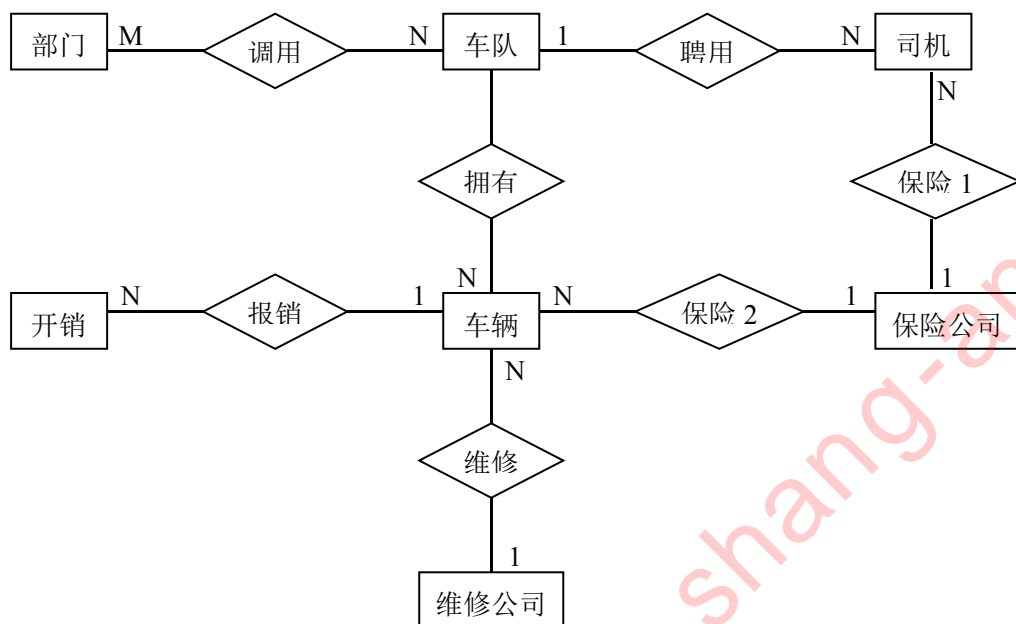 部门 M 调用 N 车队 1 聘用 N 司机
N
拥有 保险 1
N 1
开销 N 报销 1 车辆 N 保险 2 1 保险公司
N
维修
1
维修公司
shang-an